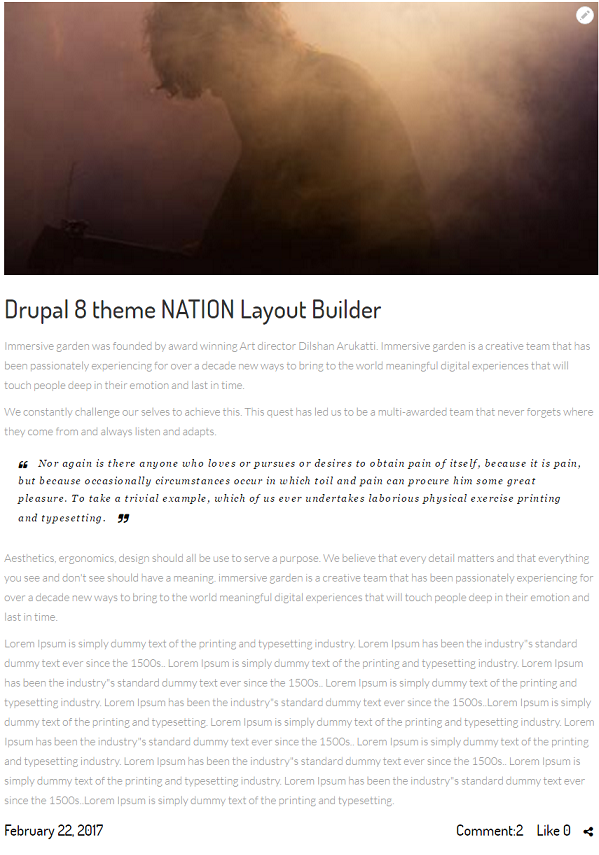 Drupal 8 theme NATION Layout Builder
Immersive garden was founded by award winning Art director Dilshan Arukatti. Immersive garden is a creative team that has
been passionately experiencing for over a decade new ways to bring to the world meaningful digital experiences that will
touch people deep in their emotion and last in time.
We constantly challenge our selves to achieve this. This quest has led us to be a multi-awarded team that never forgets where
they come from and always listen and adapts.
“ Nor again is there anyone who loves or pursues or desires to obtain pain of itself, because it is pain,
but because occasionally circumstances occur in which toil and pain can procure him some great
pleasure. To take a trivial example, which of us ever undertakes laborious physical exercise printing
and typesetting. ”
Aesthetics, ergonomics, design should all be use to serve a purpose. We believe that every detail matters and that everything
you see and don't see should have a meaning. immersive garden is a creative team that has been passionately experiencing for
over a decade new ways to bring to the world meaningful digital experiences that will touch people deep in their emotion and
last in time.
Lorem Ipsum is simply dummy text of the printing and typesetting industry. Lorem Ipsum has been the industry"s standard
dummy text ever since the 1500s.. Lorem Ipsum is simply dummy text of the printing and typesetting industry. Lorem Ipsum
has been the industry"s standard dummy text ever since the 1500s.. Lorem Ipsum is simply dummy text of the printing and
typesetting industry. Lorem Ipsum has been the industry"s standard dummy text ever since the 1500s..Lorem Ipsum is simply
dummy text of the printing and typesetting. Lorem Ipsum is simply dummy text of the printing and typesetting industry. Lorem
Ipsum has been the industry"s standard dummy text ever since the 1500s.. Lorem Ipsum is simply dummy text of the printing
and typesetting industry. Lorem Ipsum has been the industry"s standard dummy text ever since the 1500s.. Lorem Ipsum is
simply dummy text of the printing and typesetting industry. Lorem Ipsum has been the industry"s standard dummy text ever
since the 1500s..Lorem Ipsum is simply dummy text of the printing and typesetting.
February 22, 2017 Comment:2 Like 0